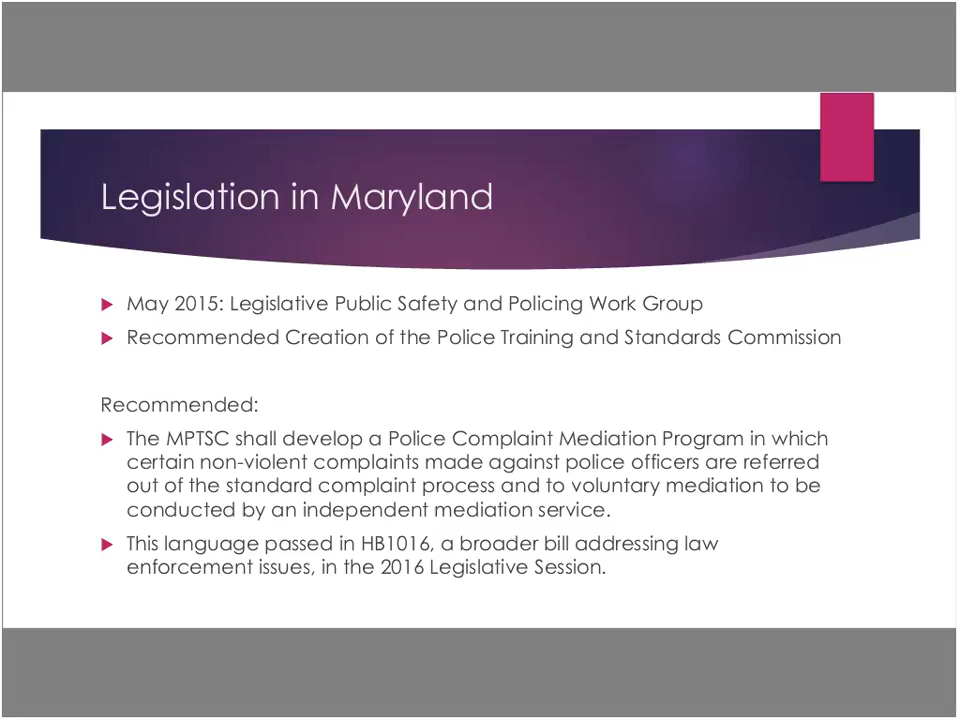 Legislation in Maryland
May 2015: Legislative Public Safety and Policing Work Group
Recommended Creation of the Police Training and Standards Commission
Recommended:
The MPTSC shall develop a Police Complaint Mediation Program in which
certain non-violent complaints made against police officers are referred
out of the standard complaint process and to voluntary mediation to be
conducted by an independent mediation service.
This language passed in HB1016, a broader bill addressing law
enforcement issues, in the 2016 Legislative Session.